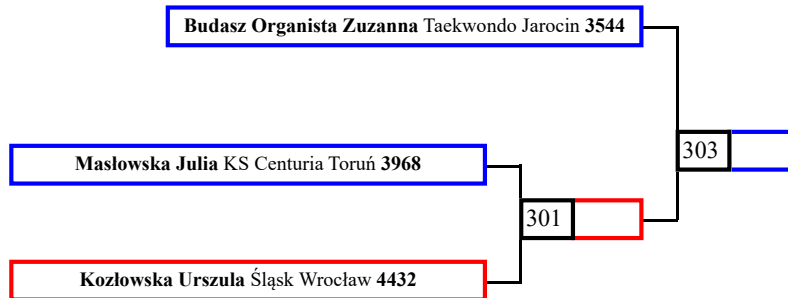 Budasz Organista Zuzanna Taekwondo Jarocin 3544
303
Masłowska Julia KS Centuria Toruń 3968
301
Kozłowska Urszula Śląsk Wrocław 4432